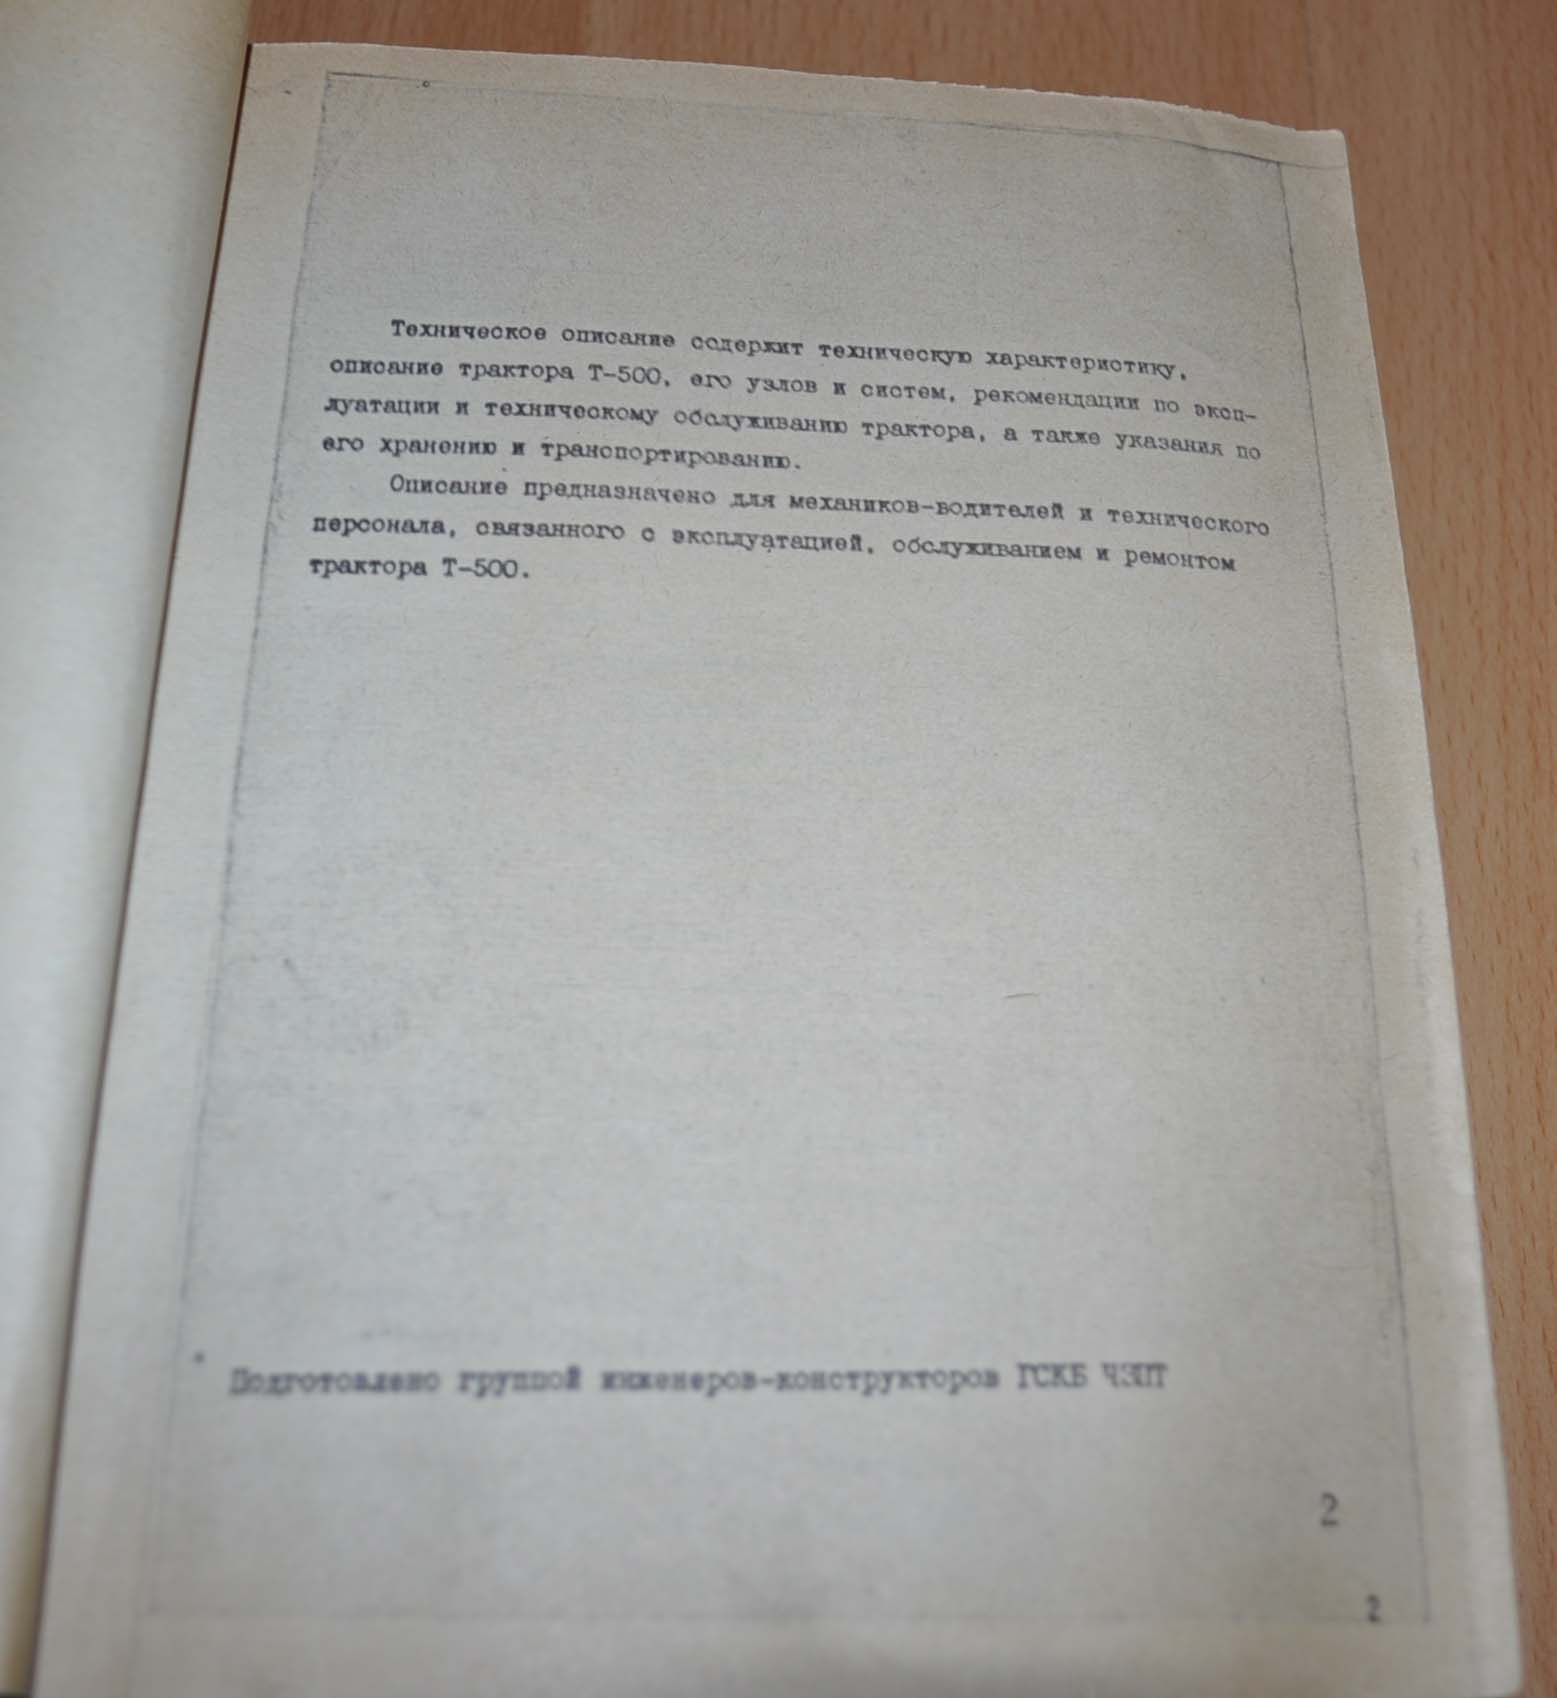 Техническое описание содержит техническую характеристику,
описание трактора Т-500, его узлов и систем, рекомендации по эксп-
луатации и техническому обслуживанию трактора, а также указания по
его хранению и транспортированию.
Описание предназначено для механиков-водителей и технического
персонала, связанного с эксплуатацией, обслуживанием и ремонтом
трактора Т-500.
Подготовлено группой инженеров-конструкторов ГСКБ ЧЗПТ
2
2